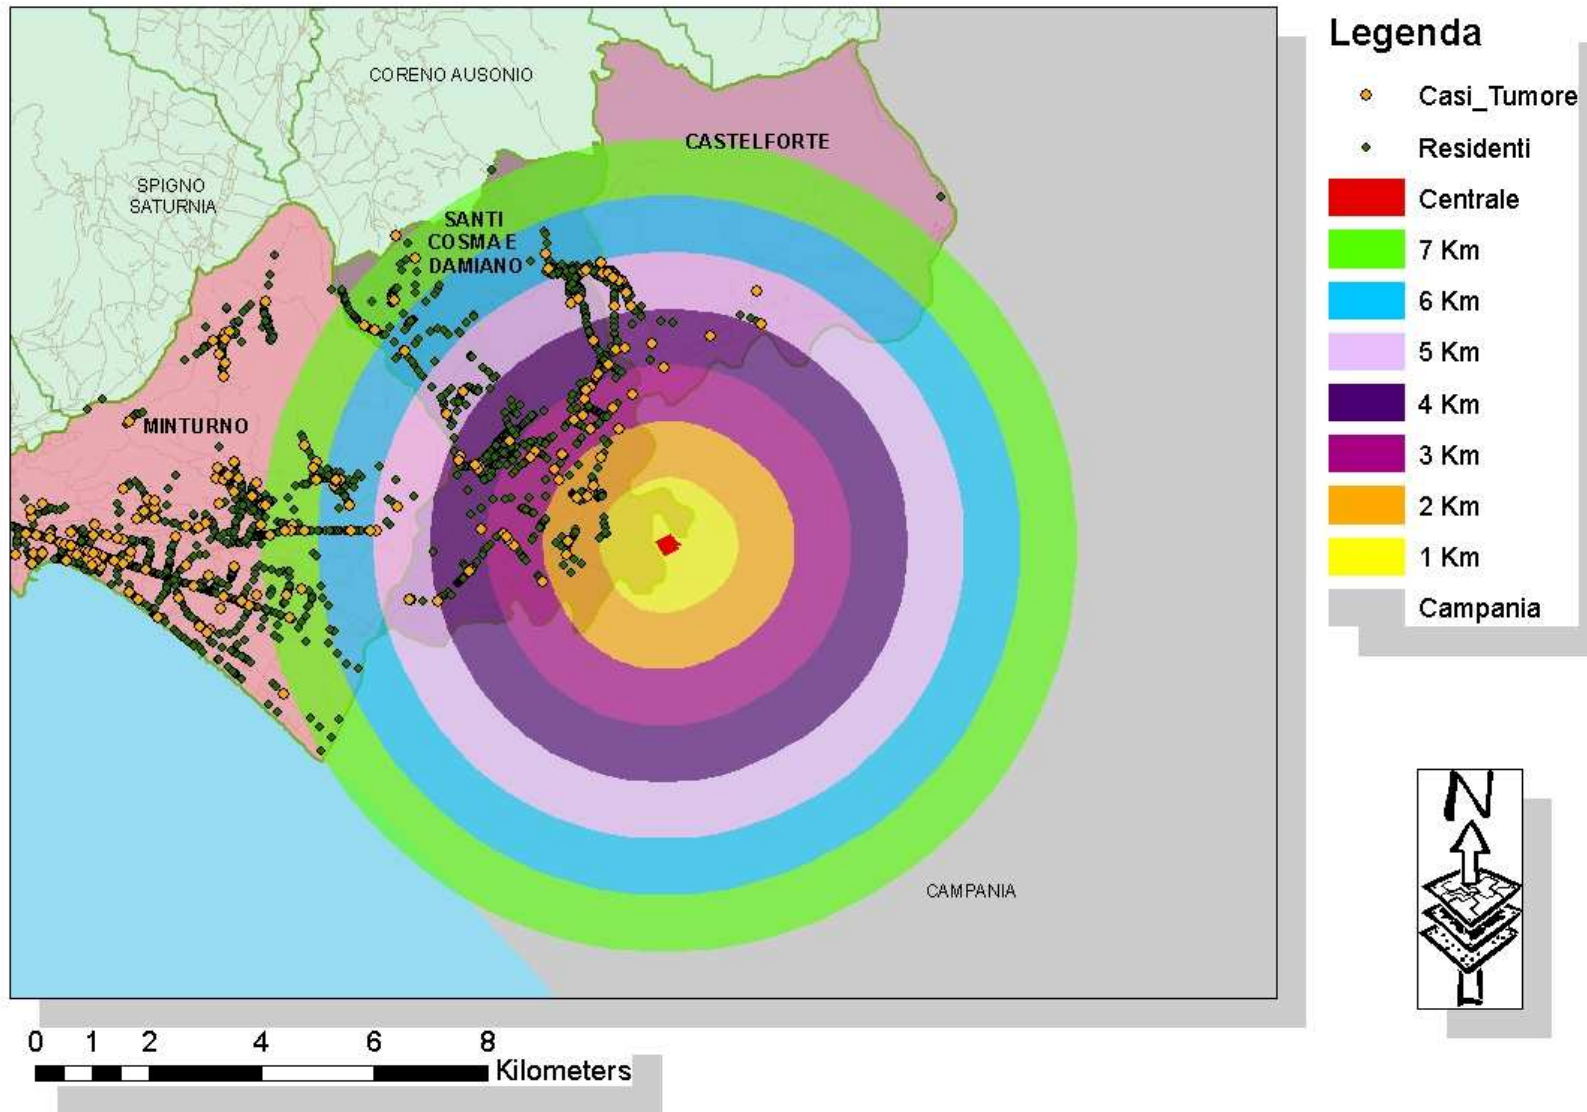 CORENO AUSONIO
CASTELFORTE
SPIGNO
SATURNIA
SANTI
COSMA E
DAMIANO
MINTURNO
CAMPANIA
0 1 2 4 6 8
Kilometers
Legenda
Casi_Tumore
Residenti
Centrale
7 Km
6 Km
5 Km
4 Km
3 Km
2 Km
1 Km
Campania
N